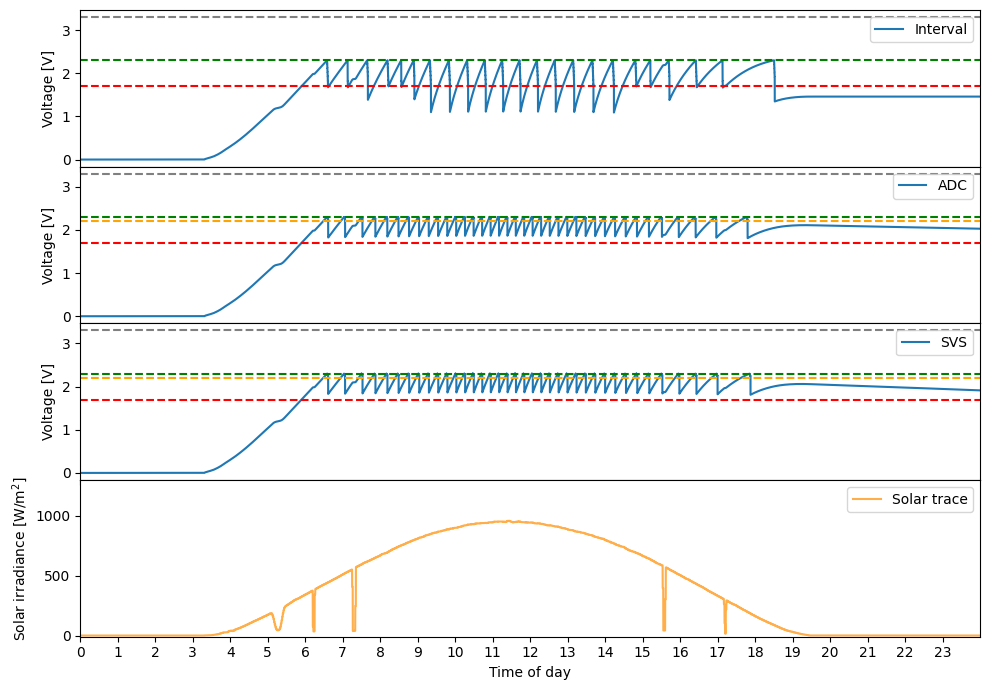 Voltage [V]
3
2
1
0
Interval
Voltage [V]
3
2
1
0
ADC
Voltage [V]
3
2
1
0
SVS
Solar irradiance [W/m²]
1000
500
0
Solar trace
0 1 2 3 4 5 6 7 8 9 10 11 12 13 14 15 16 17 18 19 20 21 22 23
Time of day